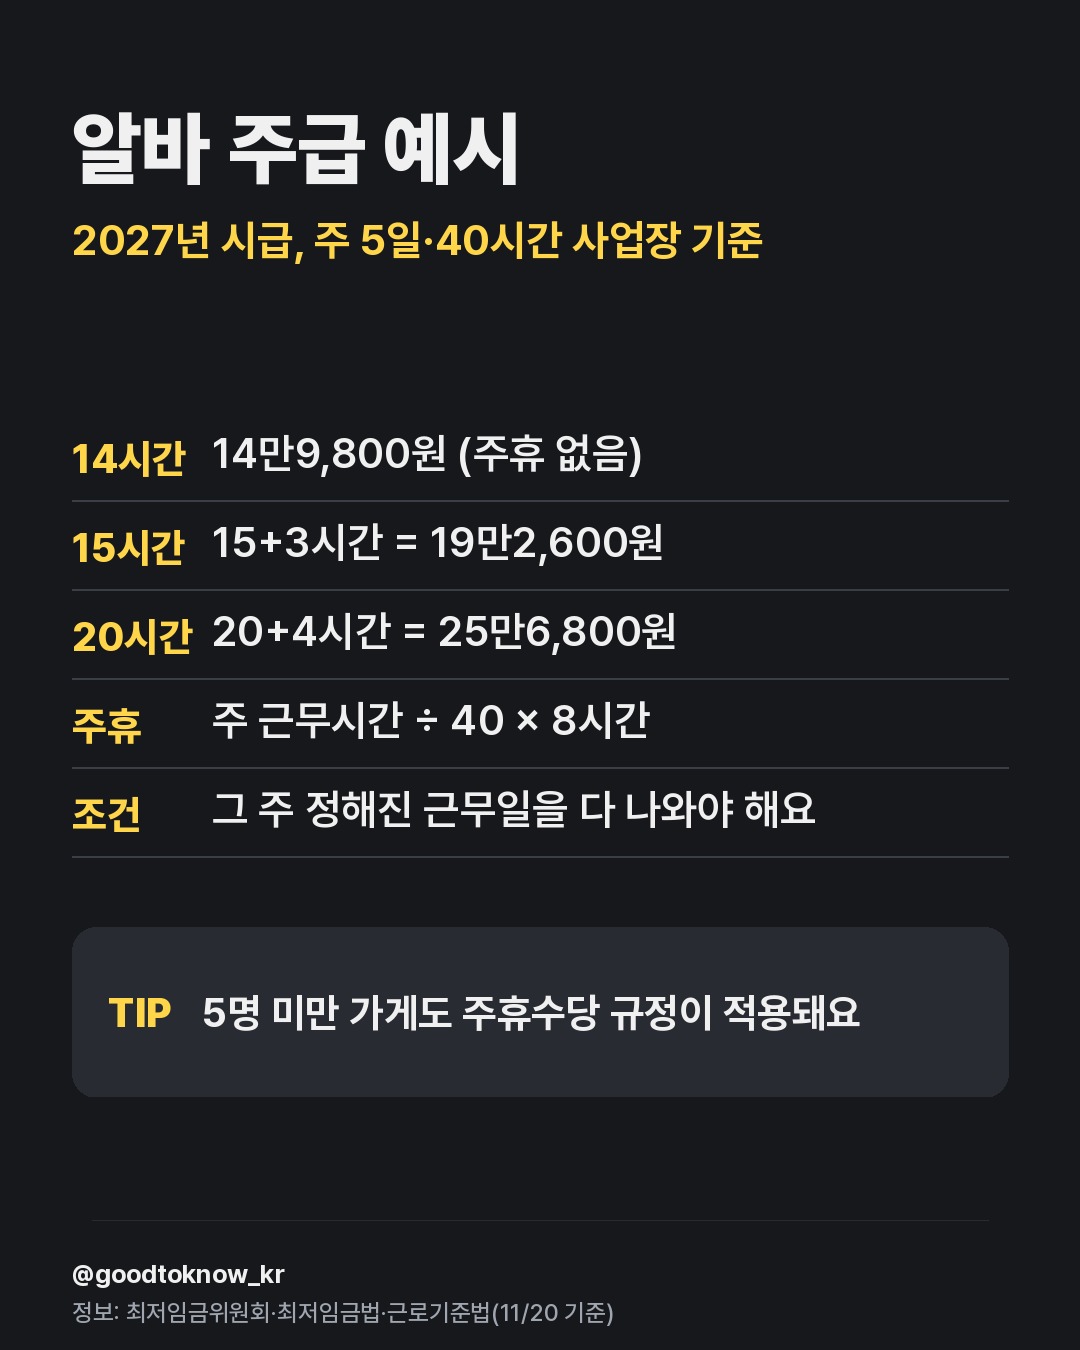 알바 주급 예시
2027년 시급, 주 5일·40시간 사업장 기준
14시간 14만9,800원 (주휴 없음)
15시간 15+3시간 = 19만2,600원
20시간 20+4시간 = 25만6,800원
주휴 주 근무시간 ÷ 40 × 8시간
조건 그 주 정해진 근무일을 다 나와야 해요
TIP 5명 미만 가게도 주휴수당 규정이 적용돼요
@goodtoknow_kr
정보: 최저임금위원회·최저임금법·근로기준법(11/20 기준)